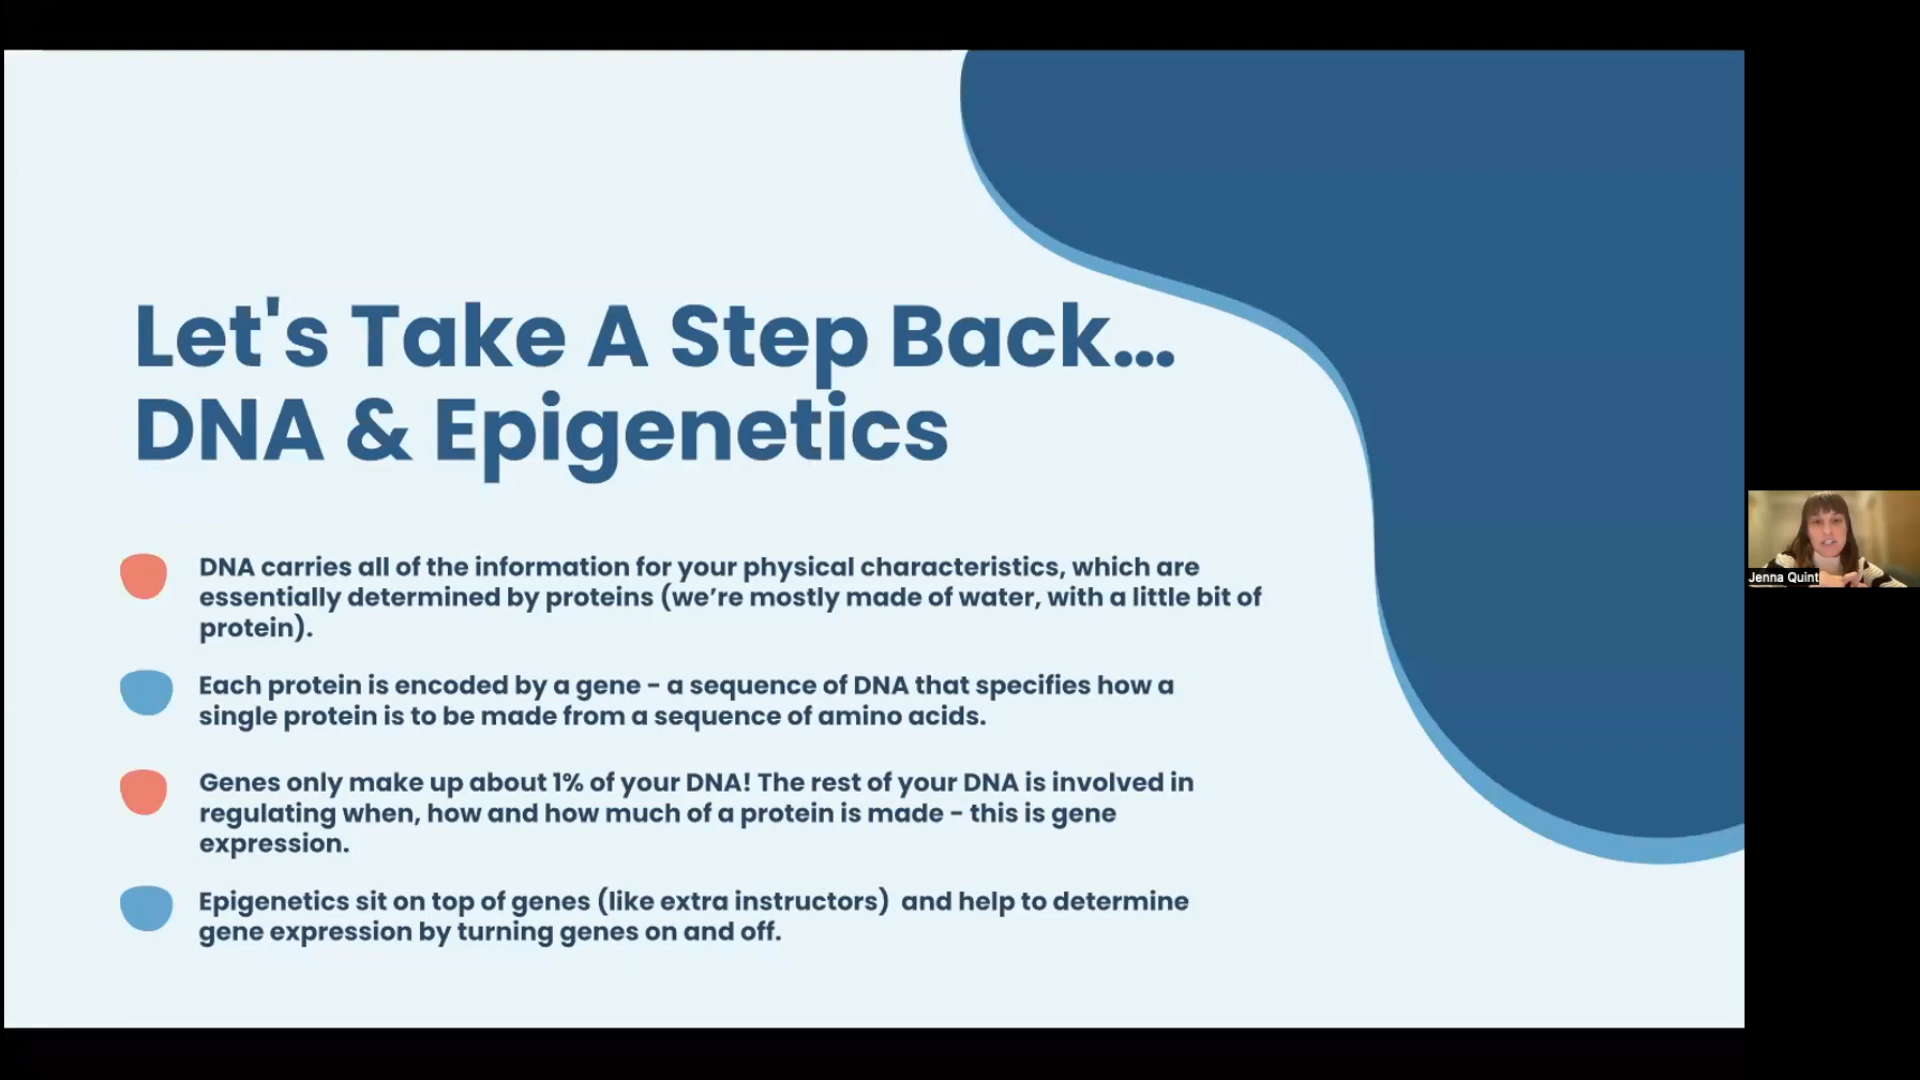 Let's Take A Step Back...
DNA & Epigenetics
DNA carries all of the information for your physical characteristics, which are
essentially determined by proteins (we’re mostly made of water, with a little bit of
protein).
Each protein is encoded by a gene - a sequence of DNA that specifies how a
single protein is to be made from a sequence of amino acids.
Genes only make up about 1% of your DNA! The rest of your DNA is involved in
regulating when, how and how much of a protein is made - this is gene
expression.
Epigenetics sit on top of genes (like extra instructors) and help to determine
gene expression by turning genes on and off.
Jenna Quint